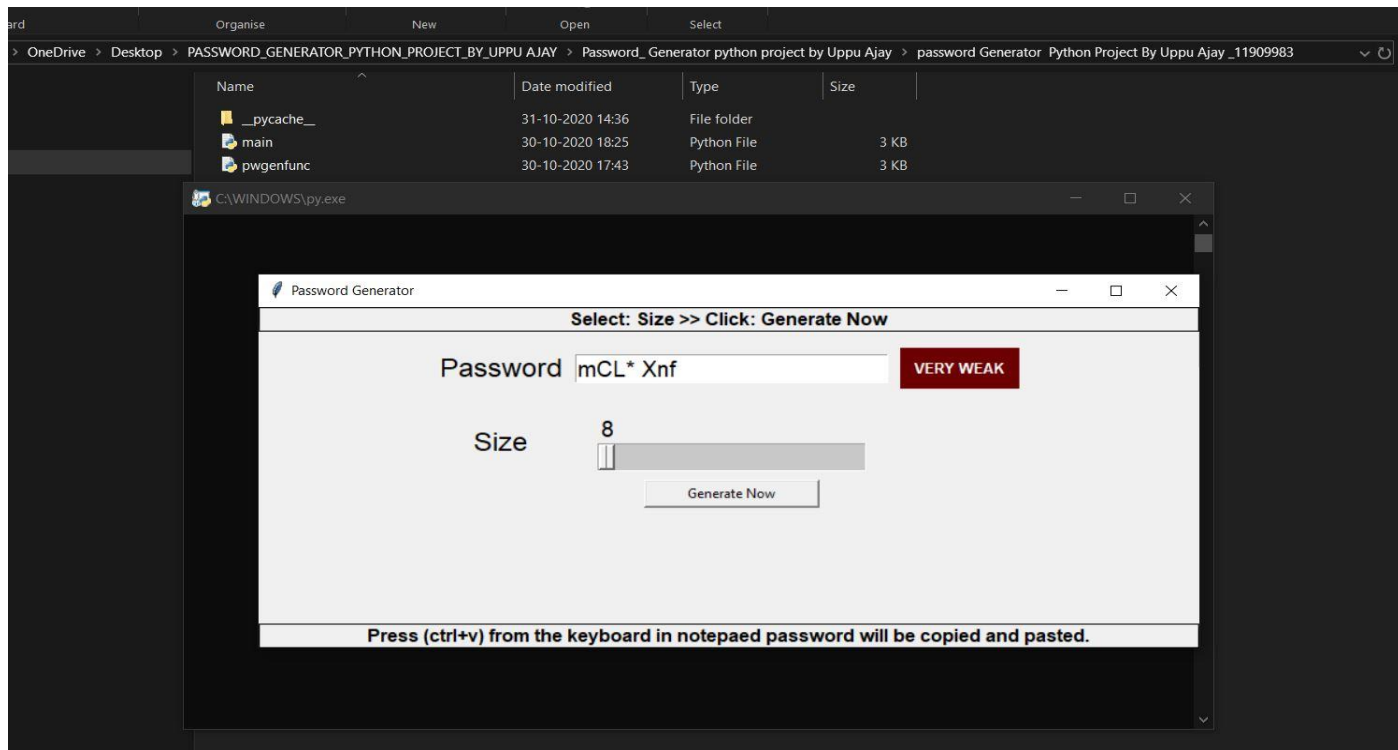 ard Organise New Open Select
> OneDrive > Desktop > PASSWORD_GENERATOR_PYTHON_PROJECT_BY_UPPU AJAY > Password_ Generator python project by Uppu Ajay > password Generator Python Project By Uppu Ajay _11909983
Name Date modified Type Size
__pycache__ 31-10-2020 14:36 File folder
main 30-10-2020 18:25 Python File 3 KB
pwgenfunc 30-10-2020 17:43 Python File 3 KB
C:\WINDOWS\py.exe
Password Generator
Select: Size >> Click: Generate Now
Password mCL* Xnf VERY WEAK
8
Size
Generate Now
Press (ctrl+v) from the keyboard in notepaed password will be copied and pasted.